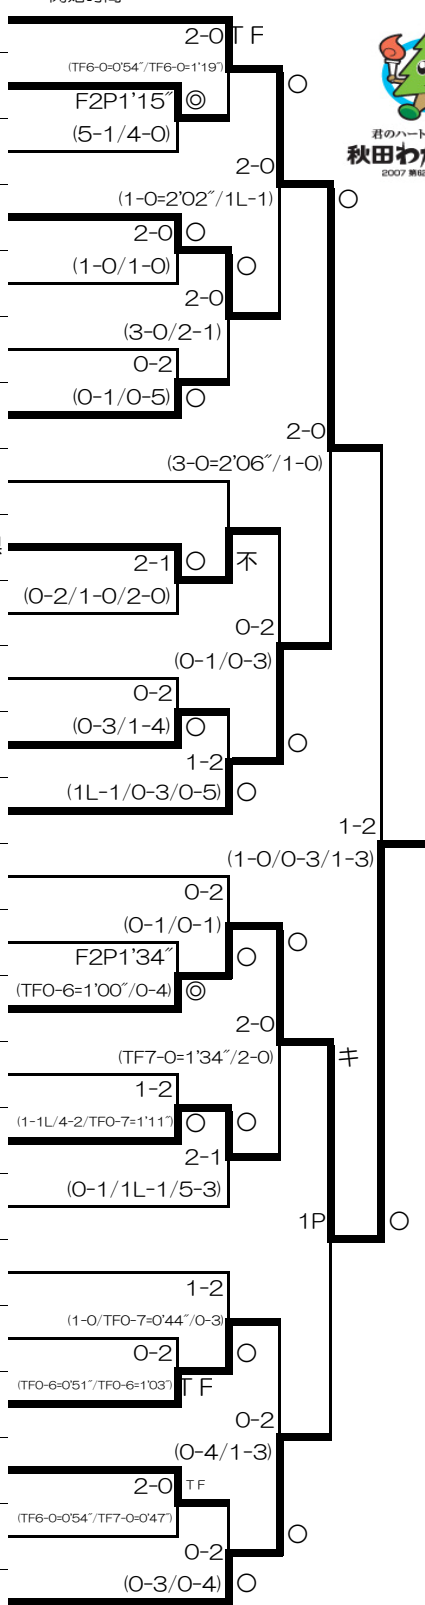 2-0 T F
(TF6-0=0'54″/TF6-0=1'19″)
○
F2P1'15″ ◎
(5-1/4-0)
君のハート
秋田わか
2007 第62
2-0
(1-0=2'02″/1L-1)
○
2-0 ○
(1-0/1-0)
○
2-0
(3-0/2-1)
0-2
(0-1/0-5)
○
2-0
(3-0=2'06″/1-0)
2-1 ○
不
(0-2/1-0/2-0)
0-2
(0-1/0-3)
0-2
(0-3/1-4)
○
○
1-2
(1L-1/0-3/0-5)
○
1-2
(1-0/0-3/1-3)
0-2
(0-1/0-1)
○
F2P1'34″
○
(TF0-6=1'00″/0-4)
◎
2-0
(TF7-0=1'34″/2-0)
キ
1-2
(1-1L/4-2/TF0-7=1'11″)
○
○
2-1
(0-1/1L-1/5-3)
1P
○
1-2
(1-0/TF0-7=0'44″/0-3)
0-2
○
(TF0-6=0'51″/TF0-6=1'03″)
T F
0-2
(0-4/1-3)
2-0
TF
(TF6-0=0'54″/TF7-0=0'47″)
○
0-2
(0-3/0-4)
○